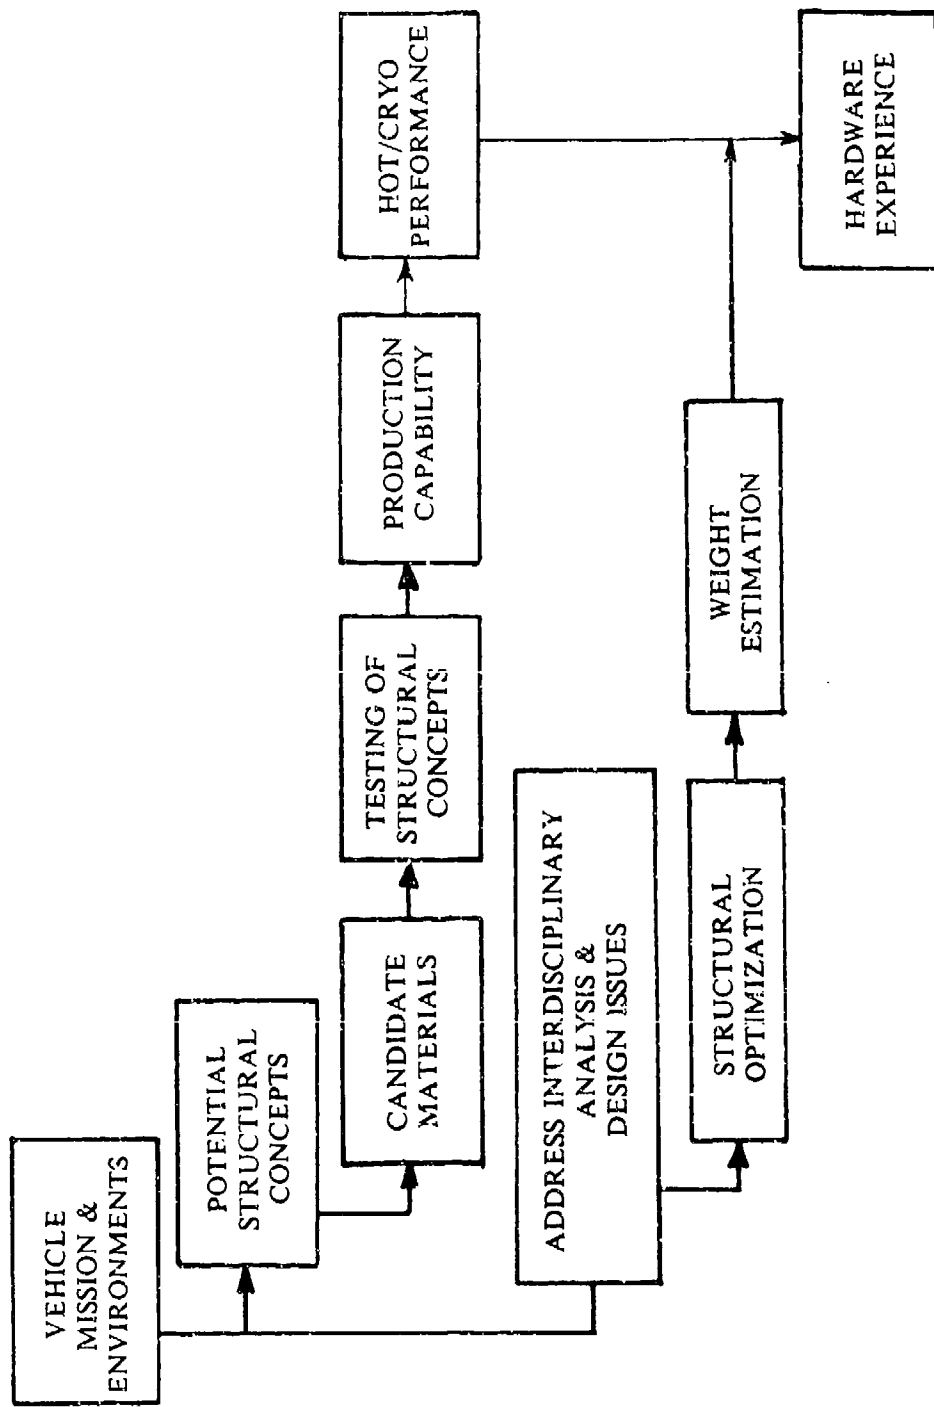 VEHICLE
MISSION &
ENVIRONMENTS
POTENTIAL
STRUCTURAL
CONCEPTS
CANDIDATE
MATERIALS
TESTING OF
STRUCTURAL
CONCEPTS
PRODUCTION
CAPABILITY
HOT/CRYO
PERFORMANCE
ADDRESS INTERDISCIPLINARY
ANALYSIS &
DESIGN ISSUES
STRUCTURAL
OPTIMIZATION
WEIGHT
ESTIMATION
HARDWARE
EXPERIENCE